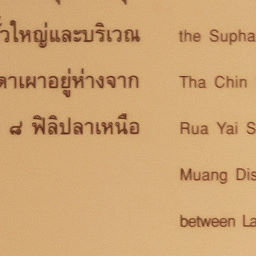 ั้วใหญ่และบริเวณ
ตาเผาอยู่ห่างจาก
๘ ฟิลิปลาเหนือ
the Supha
Tha Chin
Rua Yai S
Muang Dis
between La